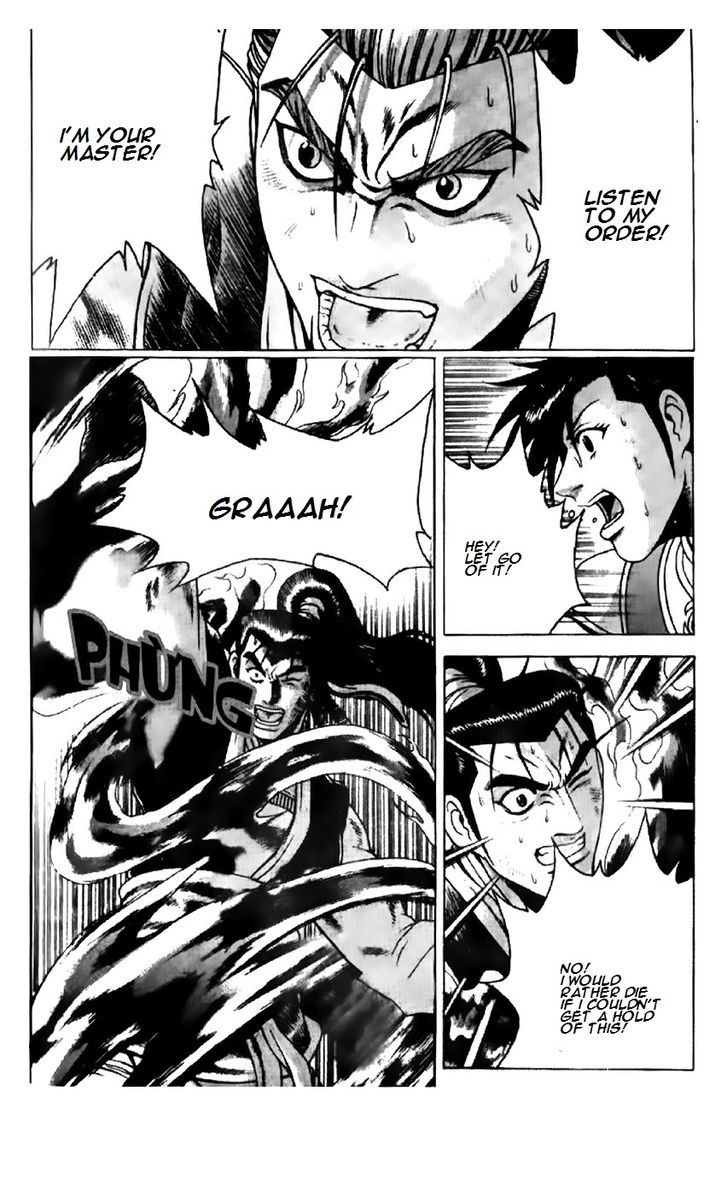 I'M YOUR
MASTER!
LISTEN
TO MY
ORDER!
GRAAAH!
PHÙNG
HEY!
LET GO
OF IT!
NO!
I WOULD
RATHER DIE
IF I COULDN'T
GET A HOLD
OF THIS!